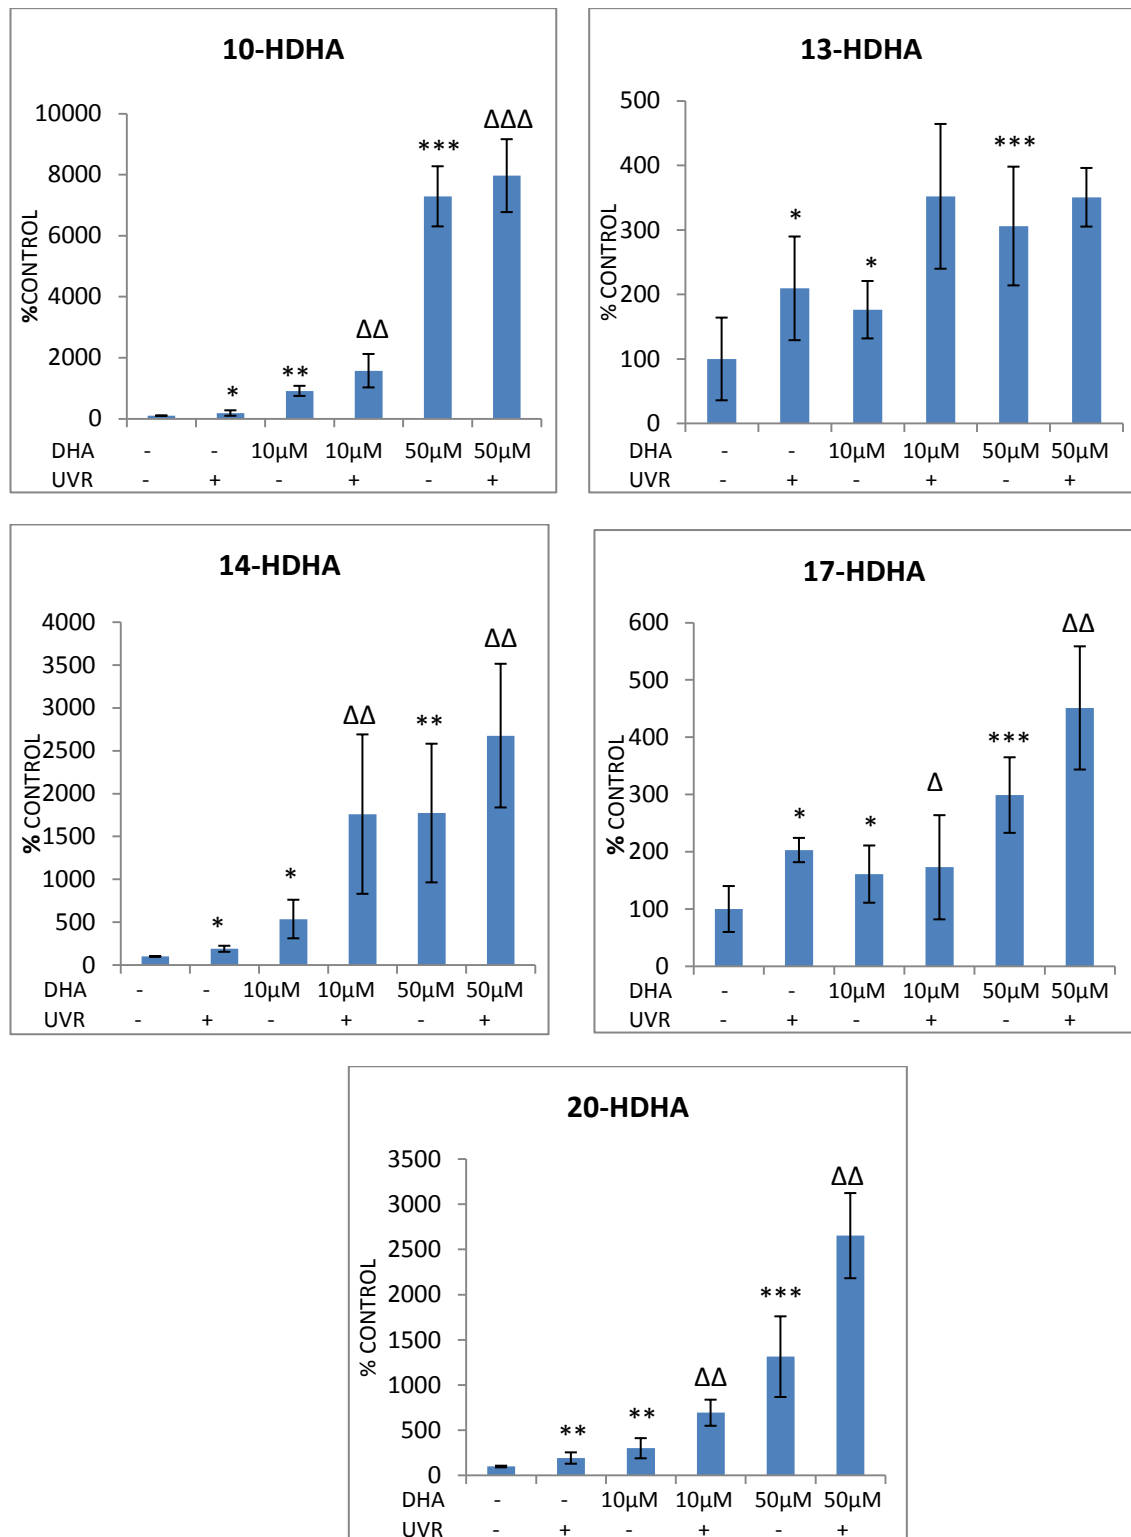 10-HDHA
%CONTROL
10000
8000
6000
4000
2000
0
*
**
ΔΔ
***
ΔΔΔ
DHA - - 10µM 10µM 50µM 50µM
UVR - + - + - +
13-HDHA
% CONTROL
500
400
300
200
100
0
*
*
***
DHA - - 10µM 10µM 50µM 50µM
UVR - + - + - +
14-HDHA
% CONTROL
4000
3500
3000
2500
2000
1500
1000
500
0
*
*
ΔΔ
**
ΔΔ
DHA - - 10µM 10µM 50µM 50µM
UVR - + - + - +
17-HDHA
% CONTROL
600
500
400
300
200
100
0
*
*
Δ
***
ΔΔ
DHA - - 10µM 10µM 50µM 50µM
UVR - + - + - +
20-HDHA
% CONTROL
3500
3000
2500
2000
1500
1000
500
0
**
**
ΔΔ
***
ΔΔ
DHA - - 10µM 10µM 50µM 50µM
UVR - + - + - +